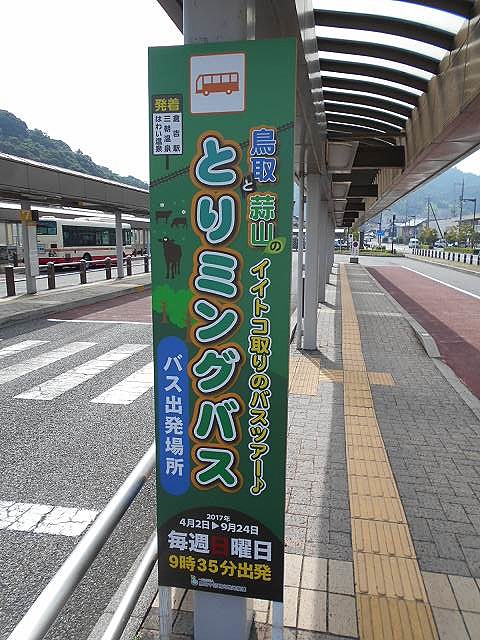 発着
倉吉駅
三朝温泉
はわい温泉
鳥取と蒜山の
イイトコ取りのバスツアー♪
とりミングバス
バス出発場所
2017年
4月2日▶9月24日
毎週日曜日
9時35分出発